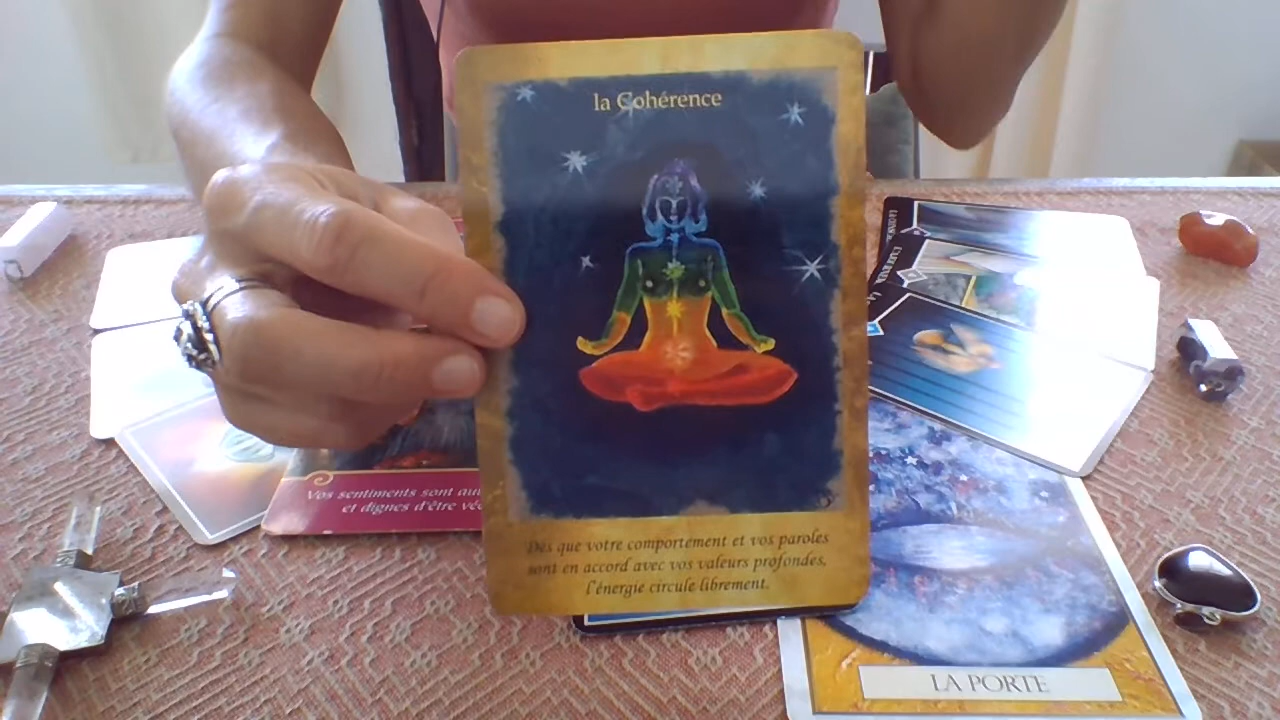 la Cohérence
Dès que votre comportement et vos paroles
sont en accord avec vos valeurs profondes,
l'énergie circule librement.
Vos sentiments sont
et dignes d'être
LA PORTE